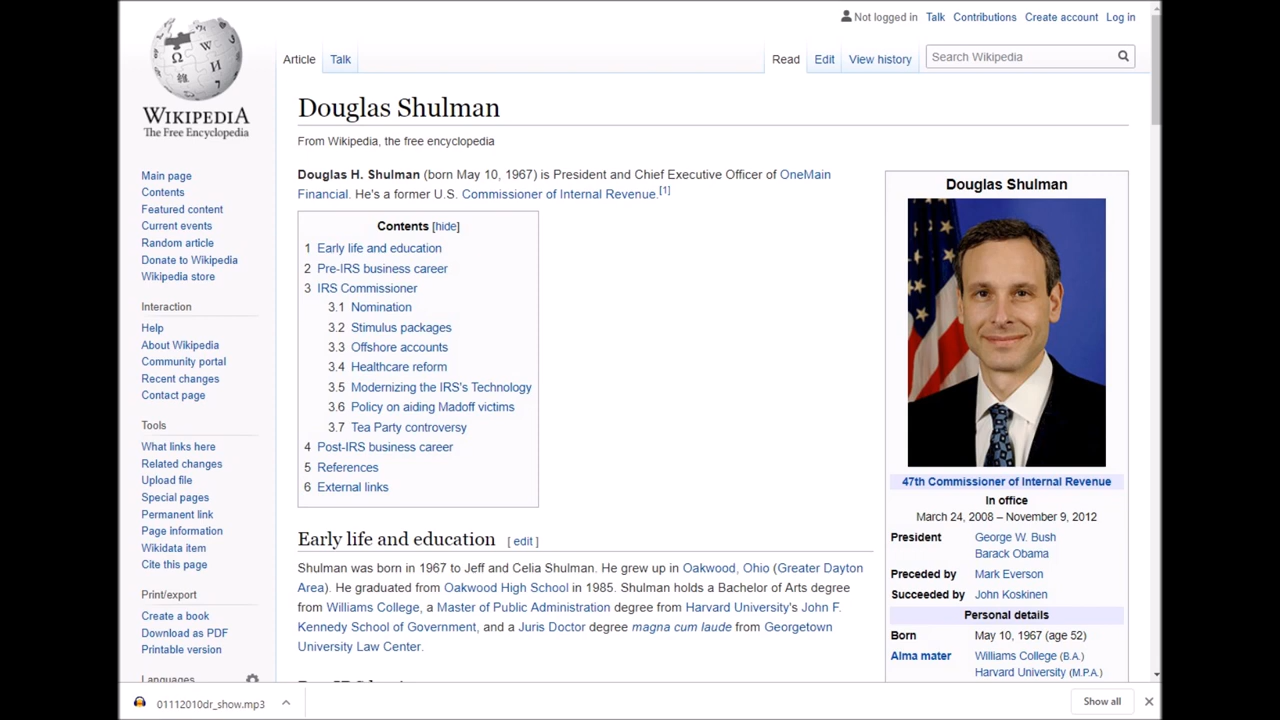 Not logged in Talk Contributions Create account Log in
Article Talk Read Edit View history Search Wikipedia
WIKIPEDIA
The Free Encyclopedia
Main page
Contents
Featured content
Current events
Random article
Donate to Wikipedia
Wikipedia store
Interaction
Help
About Wikipedia
Community portal
Recent changes
Contact page
Tools
What links here
Related changes
Upload file
Special pages
Permanent link
Page information
Wikidata item
Cite this page
Print/export
Create a book
Download as PDF
Printable version
Languages
Douglas Shulman
From Wikipedia, the free encyclopedia
Douglas H. Shulman (born May 10, 1967) is President and Chief Executive Officer of OneMain
Financial. He's a former U.S. Commissioner of Internal Revenue.[1]
Contents [hide]
1 Early life and education
2 Pre-IRS business career
3 IRS Commissioner
3.1 Nomination
3.2 Stimulus packages
3.3 Offshore accounts
3.4 Healthcare reform
3.5 Modernizing the IRS's Technology
3.6 Policy on aiding Madoff victims
3.7 Tea Party controversy
4 Post-IRS business career
5 References
6 External links
Early life and education [ edit ]
Shulman was born in 1967 to Jeff and Celia Shulman. He grew up in Oakwood, Ohio (Greater Dayton
Area). He graduated from Oakwood High School in 1985. Shulman holds a Bachelor of Arts degree
from Williams College, a Master of Public Administration degree from Harvard University's John F.
Kennedy School of Government, and a Juris Doctor degree magna cum laude from Georgetown
University Law Center.
Douglas Shulman
47th Commissioner of Internal Revenue
In office
March 24, 2008 – November 9, 2012
President George W. Bush
Barack Obama
Preceded by Mark Everson
Succeeded by John Koskinen
Personal details
Born May 10, 1967 (age 52)
Alma mater Williams College (B.A.)
Harvard University (M.P.A.)
01112010dr_show.mp3 Show all